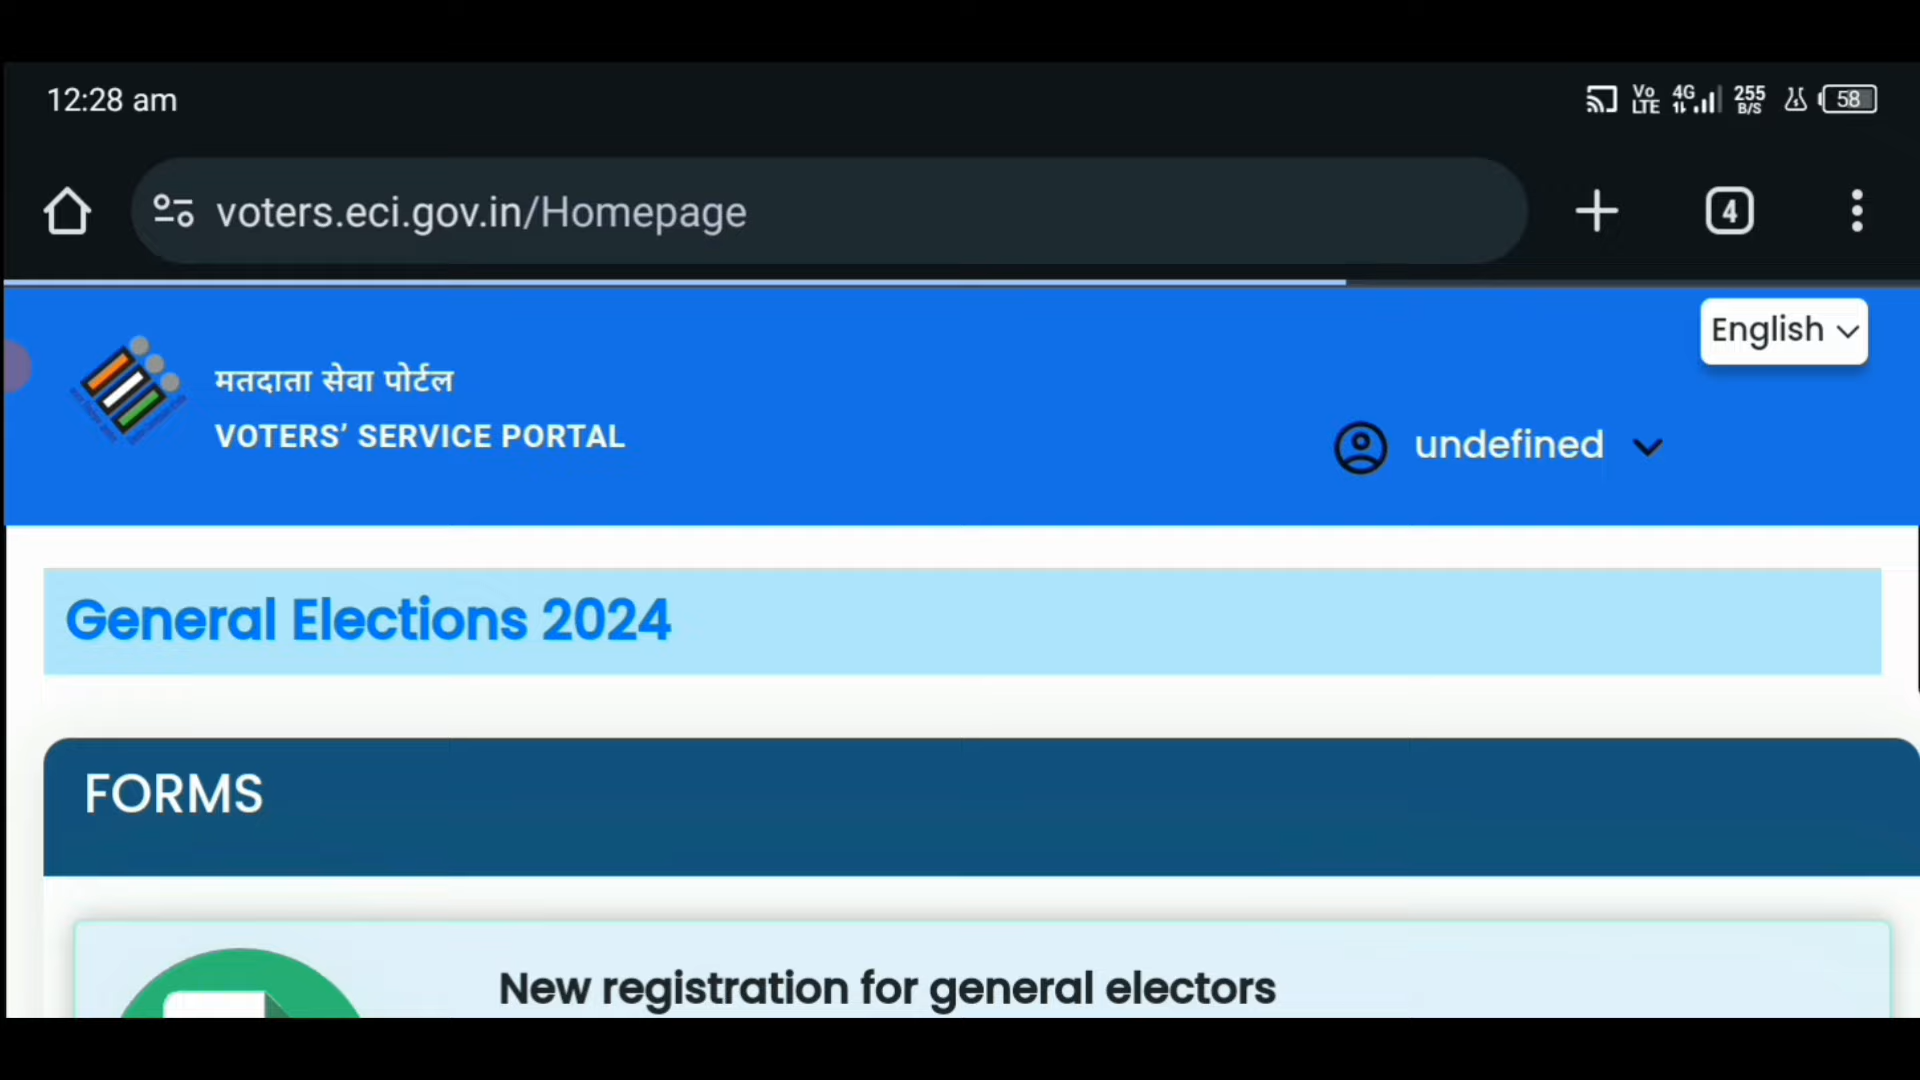 12:28 am
Vo LTE 4G 255 B/S 58
voters.eci.gov.in/Homepage
4
English
मतदाता सेवा पोर्टल
VOTERS’ SERVICE PORTAL
undefined
General Elections 2024
FORMS
New registration for general electors